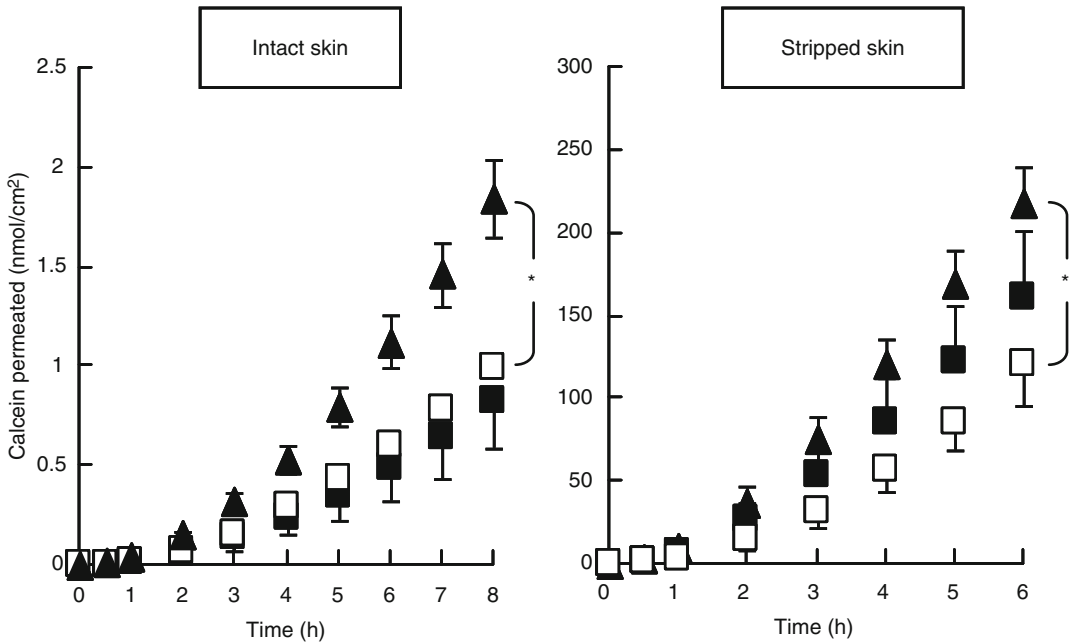 Intact skin
2.5
2
1.5
1
0.5
0
Calcein permeated (nmol/cm²)
*
0 1 2 3 4 5 6 7 8
Time (h)
Stripped skin
300
250
200
150
100
50
0
*
0 1 2 3 4 5 6
Time (h)